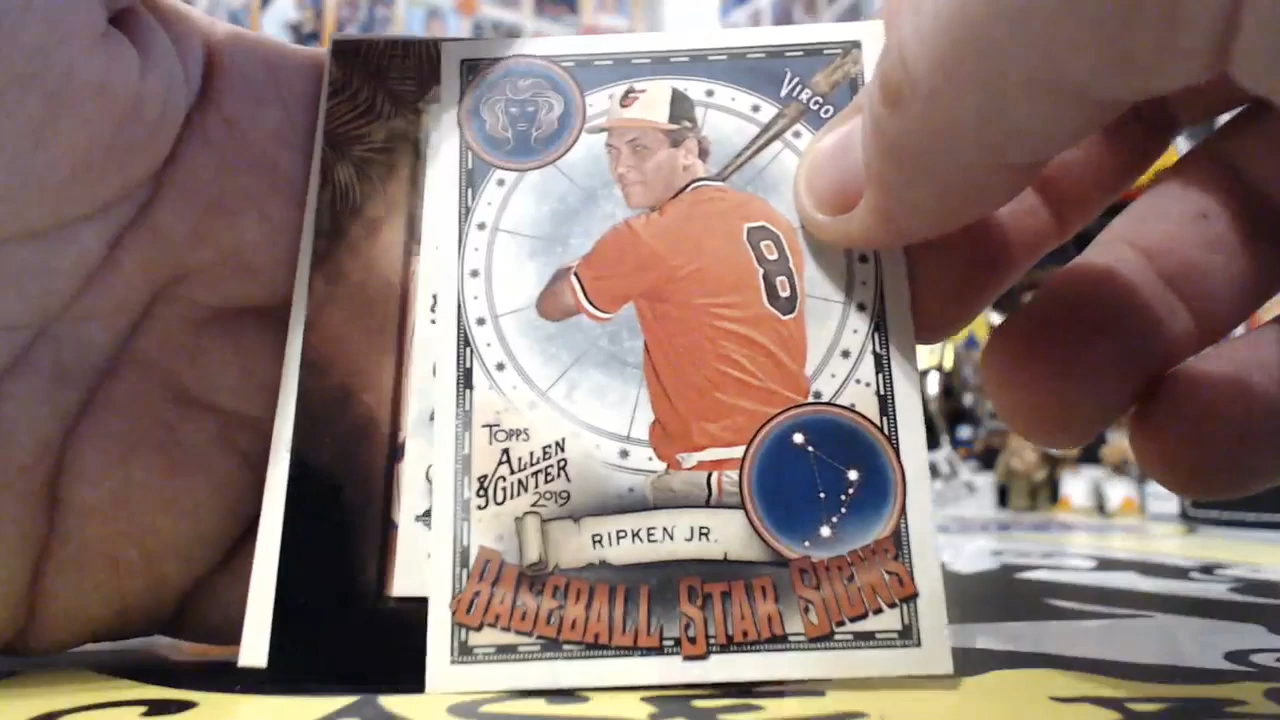 VIRGO
8
TOPPS
ALLEN
& GINTER
2019
RIPKEN JR.
BASEBALL STAR SIGNS